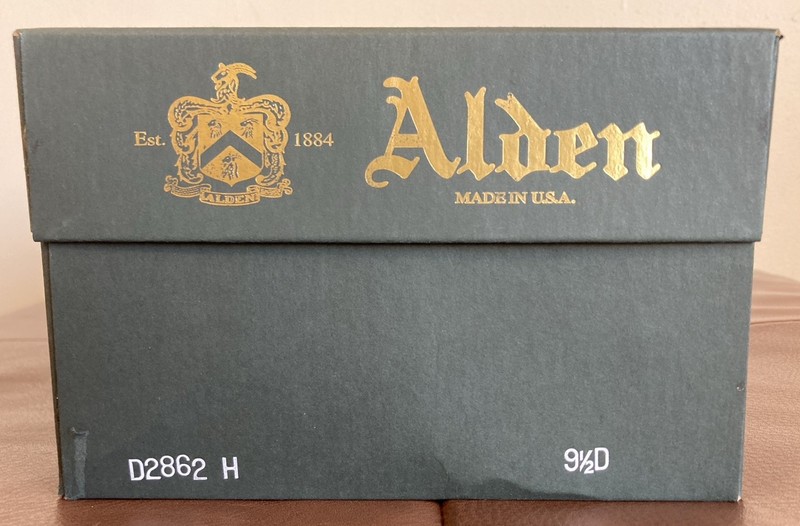 Est. 1884
ALDEN
Alden
MADE IN U.S.A.
D2862 H
9½D